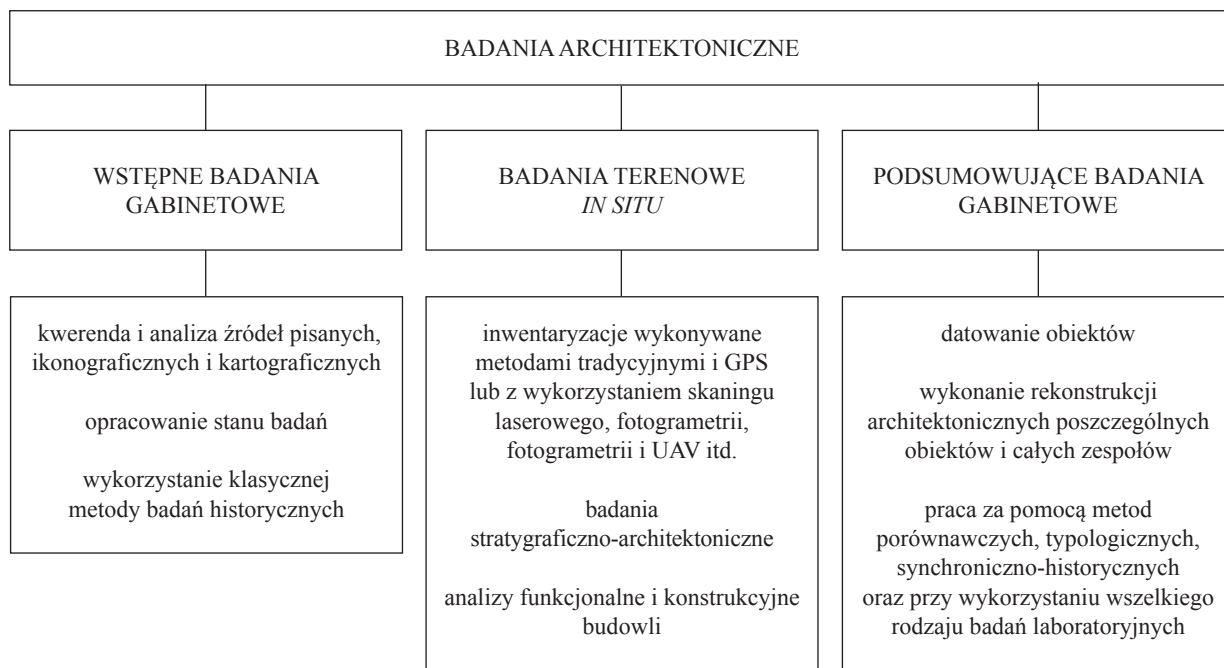 BADANIA ARCHITEKTONICZNE
WSTĘPNE BADANIA
GABINETOWE
BADANIA TERENOWE
IN SITU
PODSUMOWUJĄCE BADANIA
GABINETOWE
kwerenda i analiza źródeł pisanych,
ikonograficznych i kartograficznych
opracowanie stanu badań
wykorzystanie klasycznej
metody badań historycznych
inwentaryzacje wykonywane
metodami tradycyjnymi i GPS
lub z wykorzystaniem skaningu
laserowego, fotogrametrii,
fotogrametrii i UAV itd.
badania
stratygraficzno-architektoniczne
analizy funkcjonalne i konstrukcyjne
budowli
datowanie obiektów
wykonanie rekonstrukcji
architektonicznych poszczególnych
obiektów i całych zespołów
praca za pomocą metod
porównawczych, typologicznych,
synchroniczno-historycznych
oraz przy wykorzystaniu wszelkiego
rodzaju badań laboratoryjnych